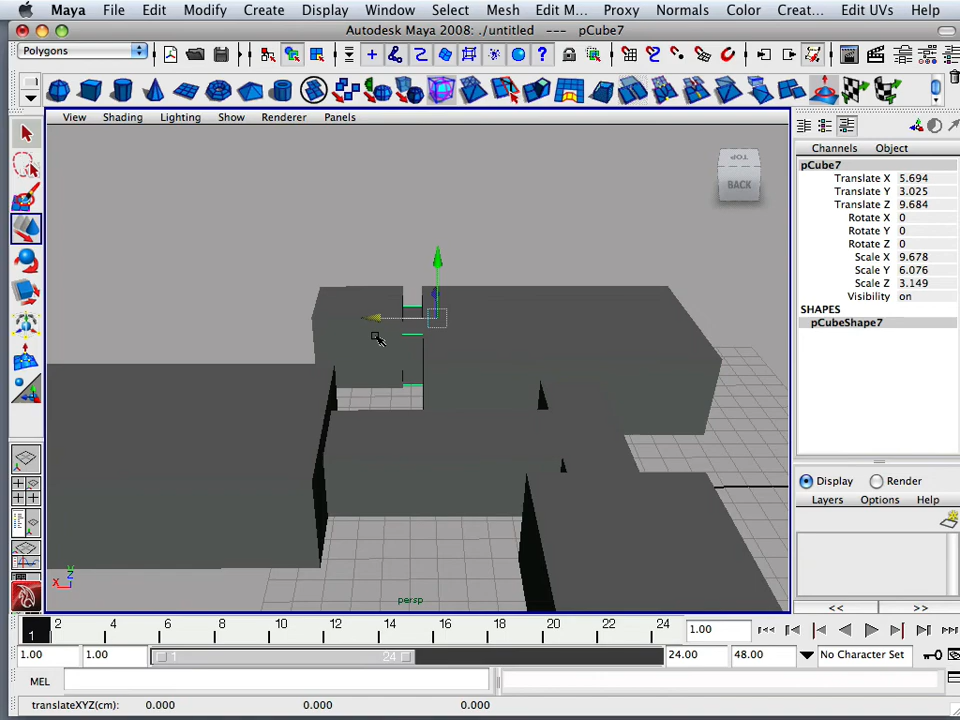 Maya File Edit Modify Create Display Window Select Mesh Edit M... Proxy Normals Color Creat... Edit UVs Help
Autodesk Maya 2008: ./untitled --- pCube7
Polygons
View Shading Lighting Show Renderer Panels
TOP
BACK
persp
X
Y
Z
Channels Object
pCube7
Translate X 5.694
Translate Y 3.025
Translate Z 9.684
Rotate X 0
Rotate Y 0
Rotate Z 0
Scale X 9.678
Scale Y 6.076
Scale Z 3.149
Visibility on
SHAPES
pCubeShape7
Display Render
Layers Options Help
<< >>
1 2 4 6 8 10 12 14 16 18 20 22 24 1.00
1.00 1.00 1 24 24.00 48.00 No Character Set
MEL
translateXYZ(cm): 0.000 0.000 0.000